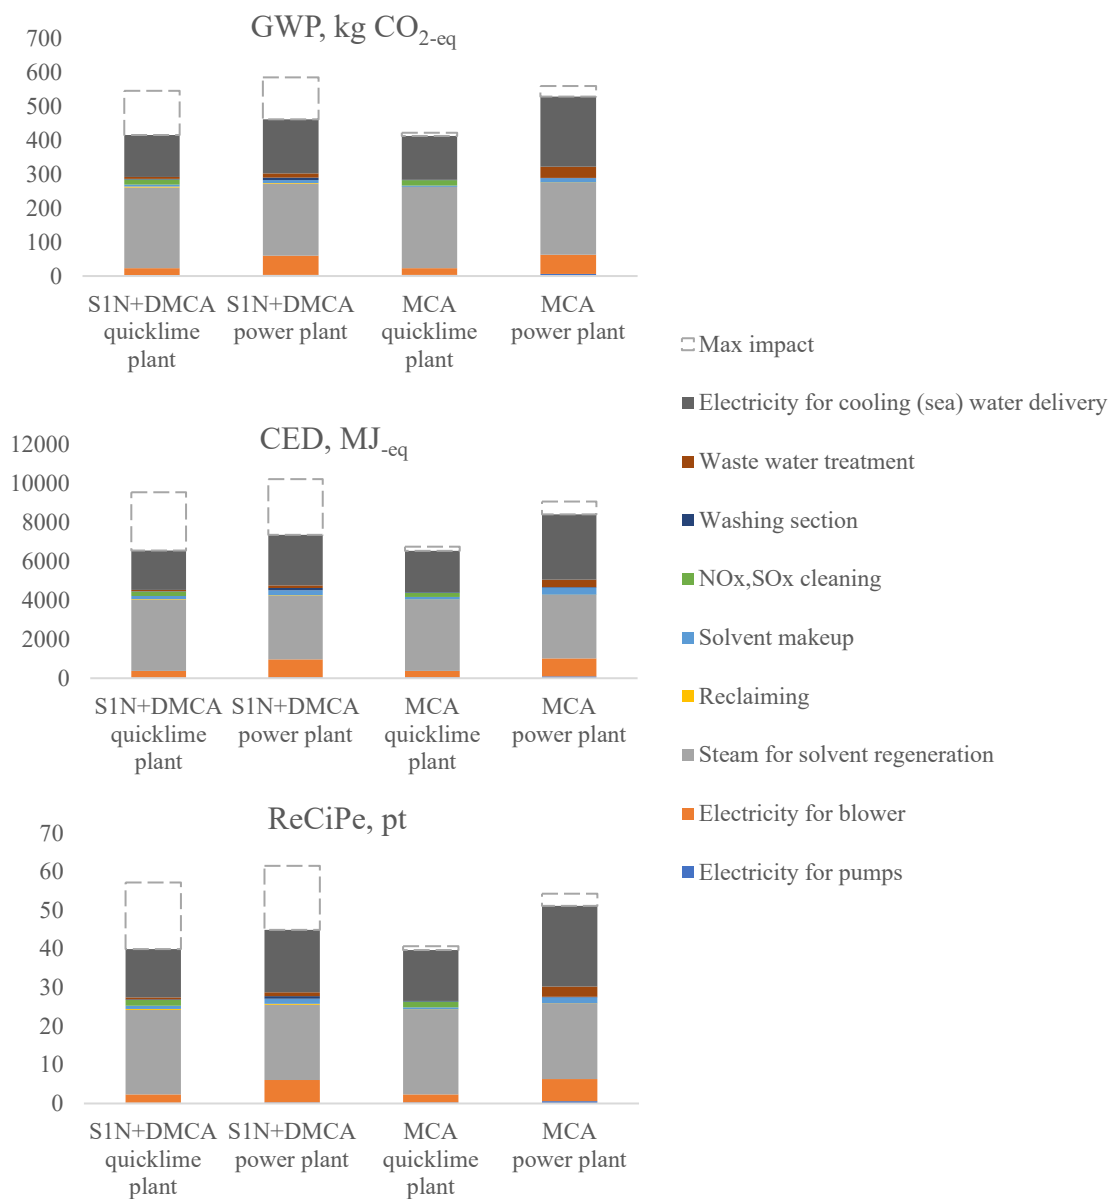 GWP, kg CO2-eq
700
600
500
400
300
200
100
0
S1N+DMCA
quicklime
plant
S1N+DMCA
power plant
MCA
quicklime
plant
MCA
power plant
CED, MJ-eq
12000
10000
8000
6000
4000
2000
0
S1N+DMCA
quicklime
plant
S1N+DMCA
power plant
MCA
quicklime
plant
MCA
power plant
ReCiPe, pt
70
60
50
40
30
20
10
0
S1N+DMCA
quicklime
plant
S1N+DMCA
power plant
MCA
quicklime
plant
MCA
power plant
Max impact
Electricity for cooling (sea) water delivery
Waste water treatment
Washing section
NOx,SOx cleaning
Solvent makeup
Reclaiming
Steam for solvent regeneration
Electricity for blower
Electricity for pumps